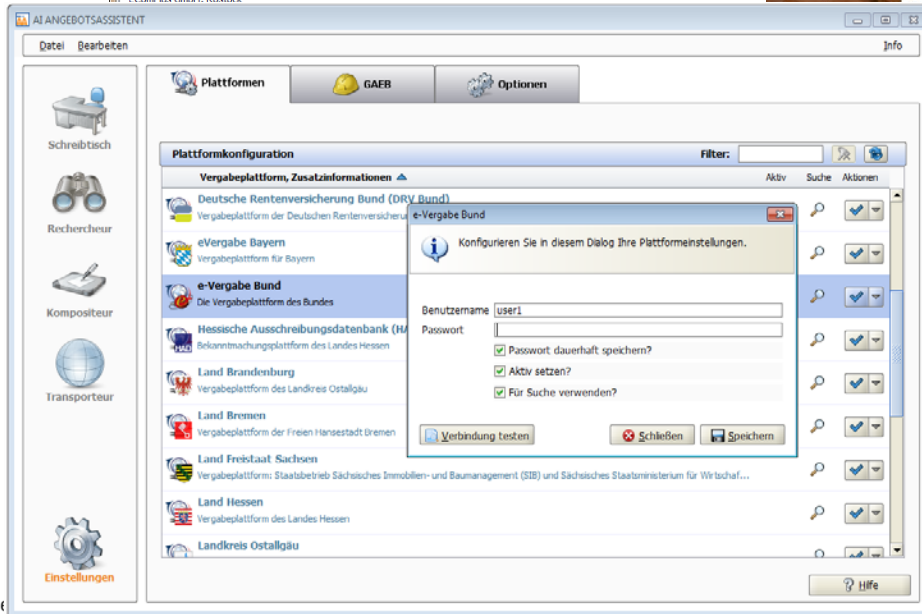 AI ANGEBOTSASSISTENT
Datei Bearbeiten Info
Plattformen GAEB Optionen
Schreibtisch
Rechercheur
Kompositeur
Transporteur
Einstellungen
Plattformkonfiguration Filter:
Vergabeplattform, Zusatzinformationen Aktiv Suche Aktionen
Deutsche Rentenversicherung Bund (DRV Bund)
Vergabeplattform der Deutschen Rentenversicheru
eVergabe Bayern
Vergabeplattform für Bayern
e-Vergabe Bund
Die Vergabeplattform des Bundes
Hessische Ausschreibungsdatenbank (HA
Bekanntmachungsplattform des Landes Hessen
HAD
Land Brandenburg
Vergabeplattform des Landkreis Ostallgäu
Land Bremen
Vergabeplattform der Freien Hansestadt Bremen
Land Freistaat Sachsen
Vergabeplattform: Staatsbetrieb Sächsisches Immobilien- und Baumanagement (SIB) und Sächsisches Staatsministerium für Wirtschaf...
Land Hessen
Vergabeplattform des Landes Hessen
Landkreis Ostallgäu
e-Vergabe Bund
Konfigurieren Sie in diesem Dialog Ihre Plattformeinstellungen.
Benutzername user1
Passwort
Passwort dauerhaft speichern?
Aktiv setzen?
Für Suche verwenden?
Verbindung testen Schließen Speichern
Hilfe